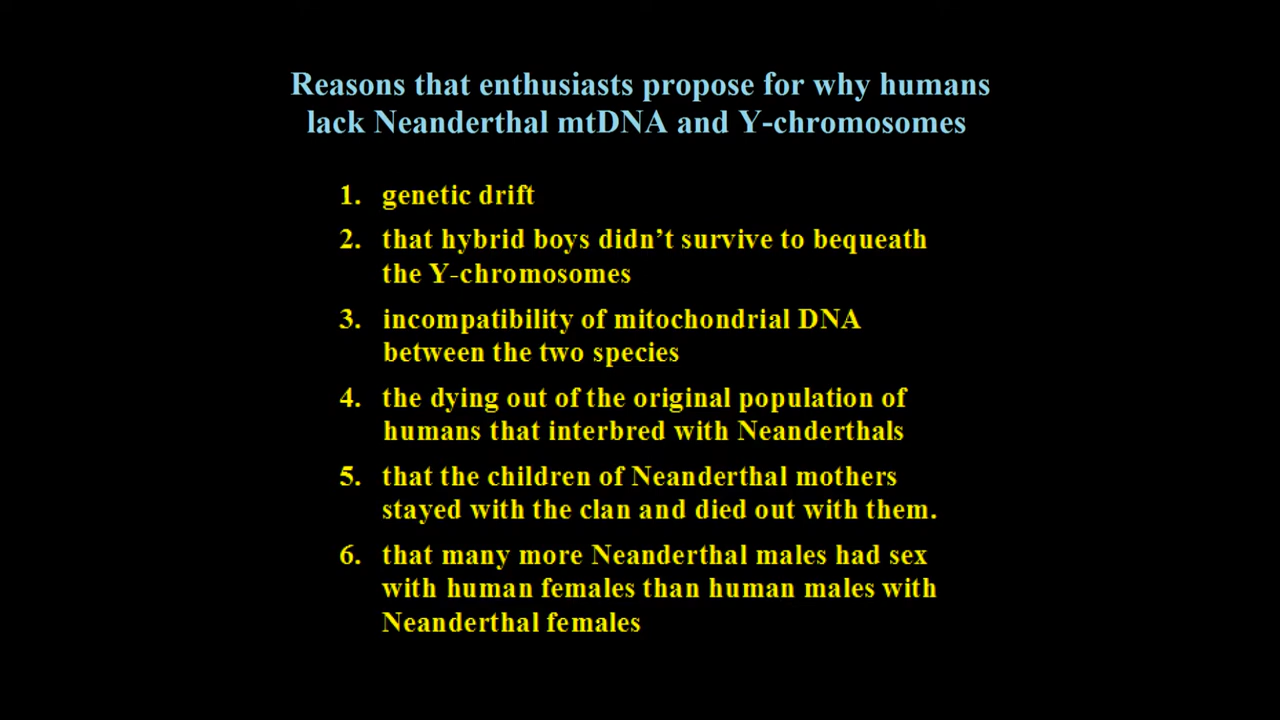 Reasons that enthusiasts propose for why humans
lack Neanderthal mtDNA and Y-chromosomes
1. genetic drift
2. that hybrid boys didn’t survive to bequeath
the Y-chromosomes
3. incompatibility of mitochondrial DNA
between the two species
4. the dying out of the original population of
humans that interbred with Neanderthals
5. that the children of Neanderthal mothers
stayed with the clan and died out with them.
6. that many more Neanderthal males had sex
with human females than human males with
Neanderthal females